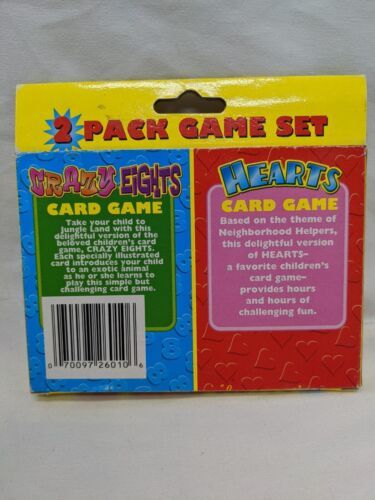 2 PACK GAME SET
CRAZY EIGHTS
CARD GAME
Take your child to
Jungle Land with this
delightful version of the
beloved children's card
game, CRAZY EIGHTS.
Each specially illustrated
card introduces your child
to an exotic animal
as he or she learns to
play this simple but
challenging card game.
0 70097 26010 6
HEARTS
CARD GAME
Based on the theme of
Neighborhood Helpers,
this delightful version
of HEARTS–
a favorite children's
card game–
provides hours
and hours of
challenging fun.